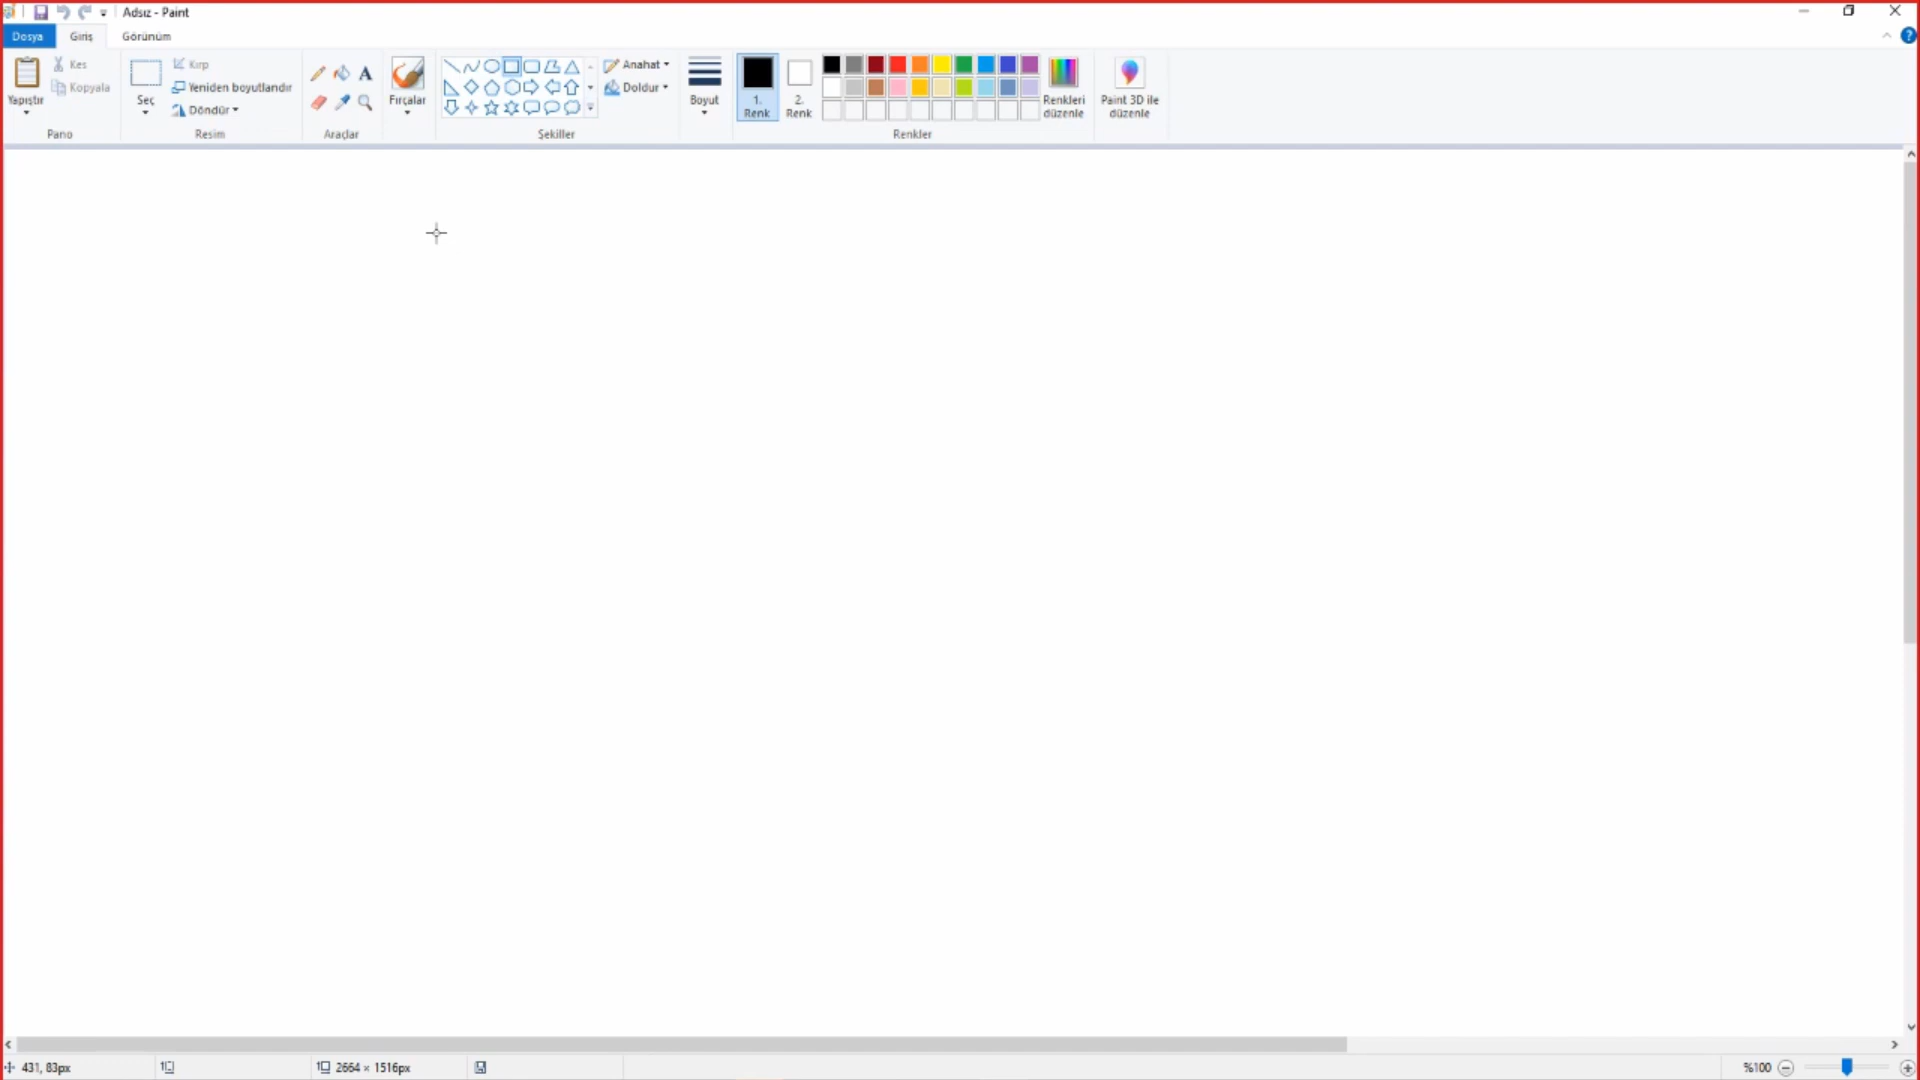 Adsız - Paint
Dosya Giriş Görünüm
Yapıştır
Kes
Kopyala
Pano
Seç
Kırp
Yeniden boyutlandır
Döndür
Resim
A
Araçlar
Fırçalar
Şekiller
Anahat
Doldur
Boyut
1.
Renk
2.
Renk
Renkler
Renkleri
düzenle
Paint 3D ile
düzenle
431, 83px
2664 × 1516px
%100